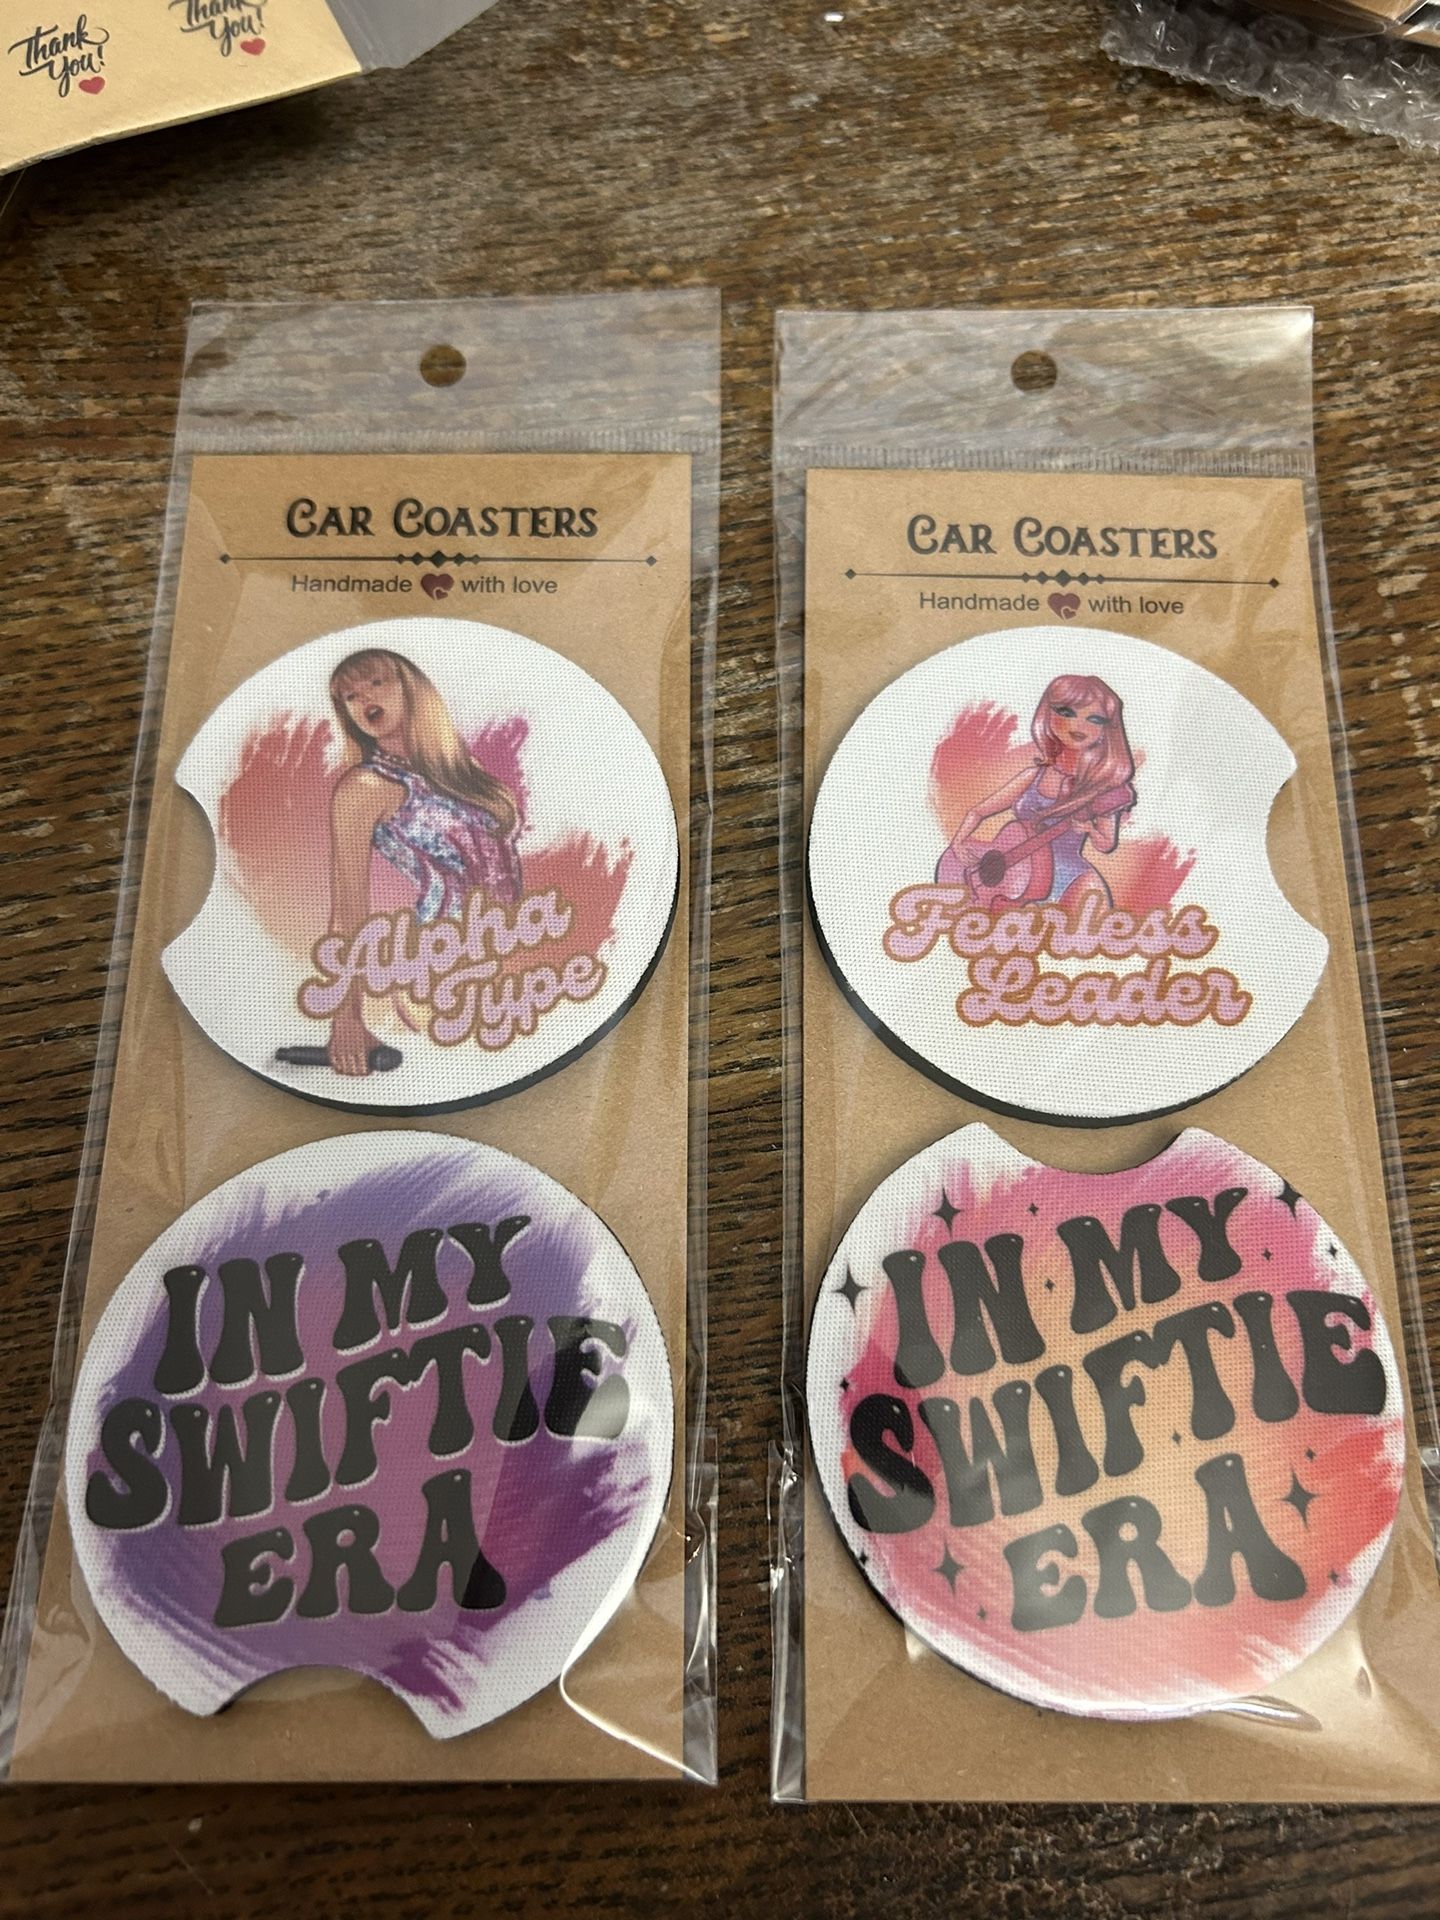 Thank
You!
Thank
You!
CAR COASTERS
Handmade with love
Alpha
Type
IN MY
SWIFTIE
ERA
CAR COASTERS
Handmade with love
Fearless
Leader
IN MY
SWIFTIE
ERA